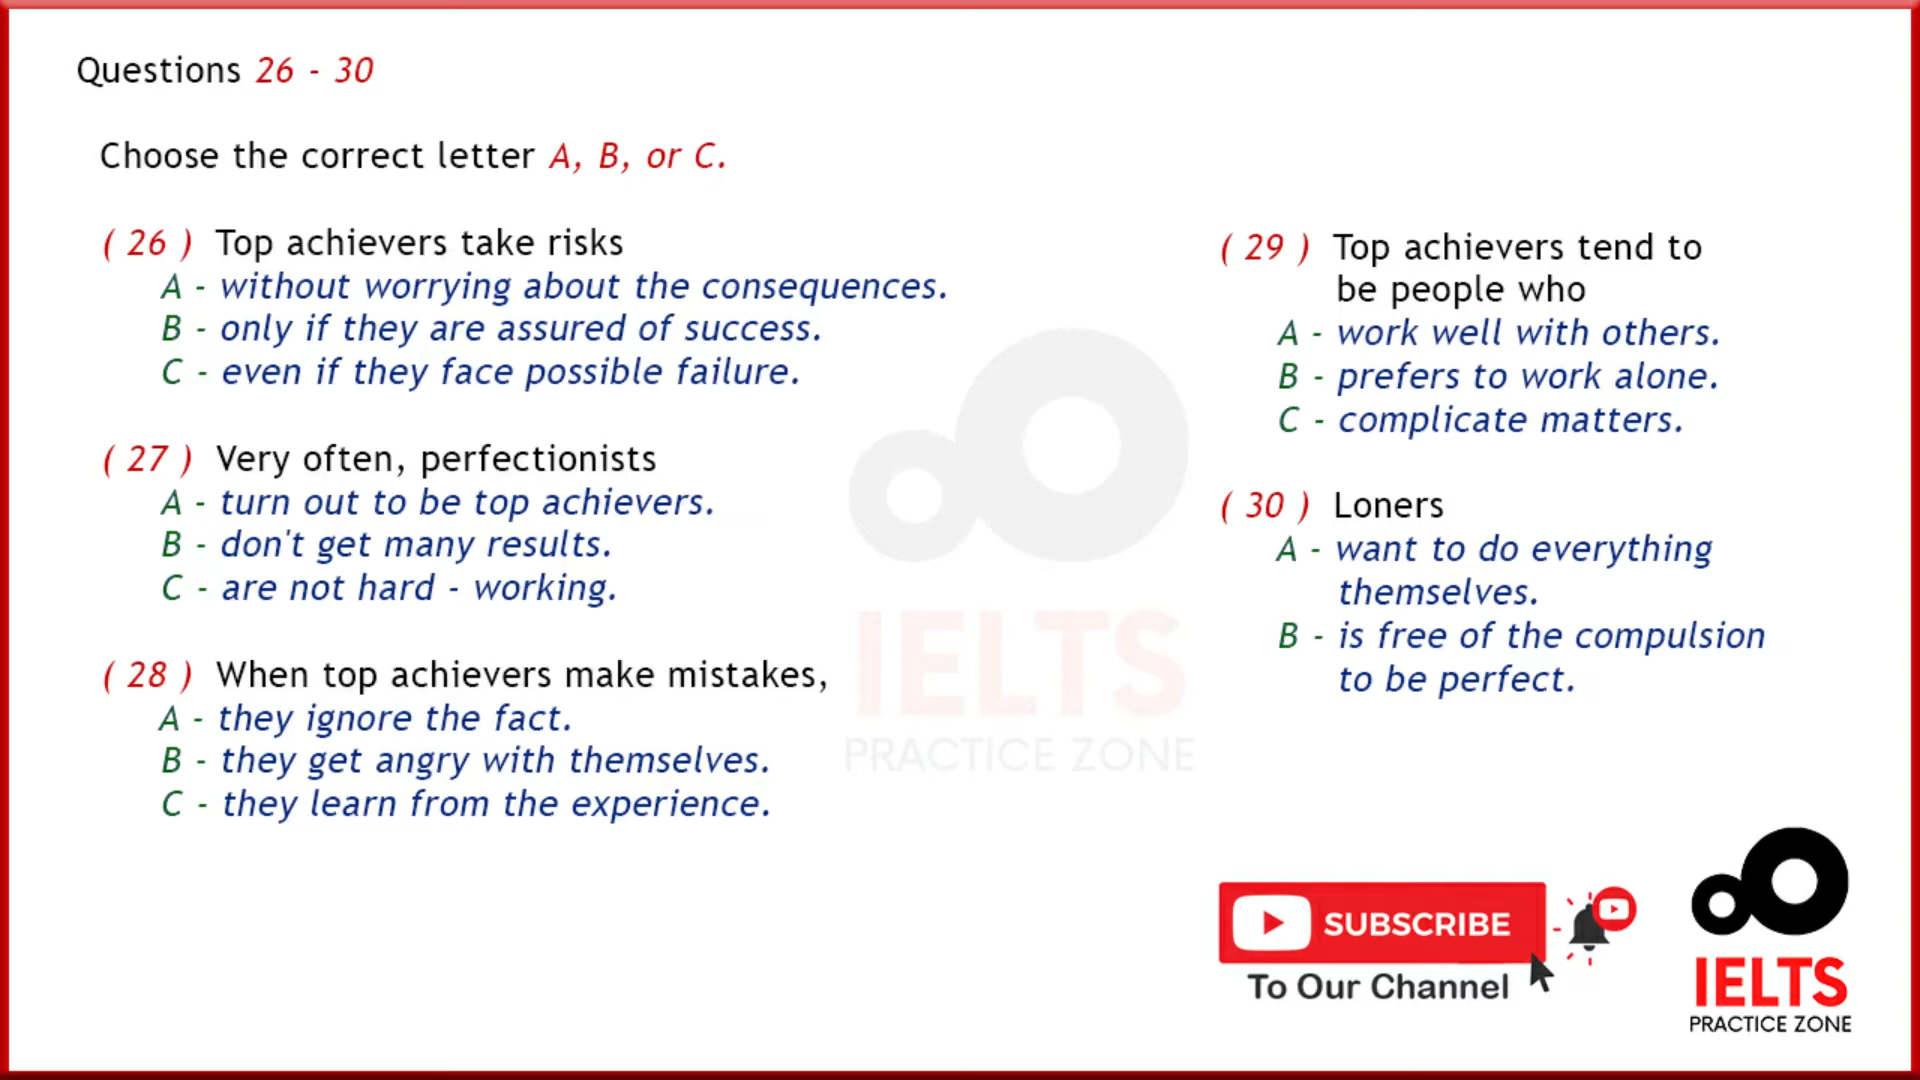 Questions 26 - 30
Choose the correct letter A, B, or C.
( 26 ) Top achievers take risks
A - without worrying about the consequences.
B - only if they are assured of success.
C - even if they face possible failure.
( 27 ) Very often, perfectionists
A - turn out to be top achievers.
B - don't get many results.
C - are not hard - working.
( 28 ) When top achievers make mistakes,
A - they ignore the fact.
B - they get angry with themselves.
C - they learn from the experience.
( 29 ) Top achievers tend to
be people who
A - work well with others.
B - prefers to work alone.
C - complicate matters.
( 30 ) Loners
A - want to do everything
themselves.
B - is free of the compulsion
to be perfect.
IELTS
PRACTICE ZONE
SUBSCRIBE
To Our Channel
IELTS
PRACTICE ZONE